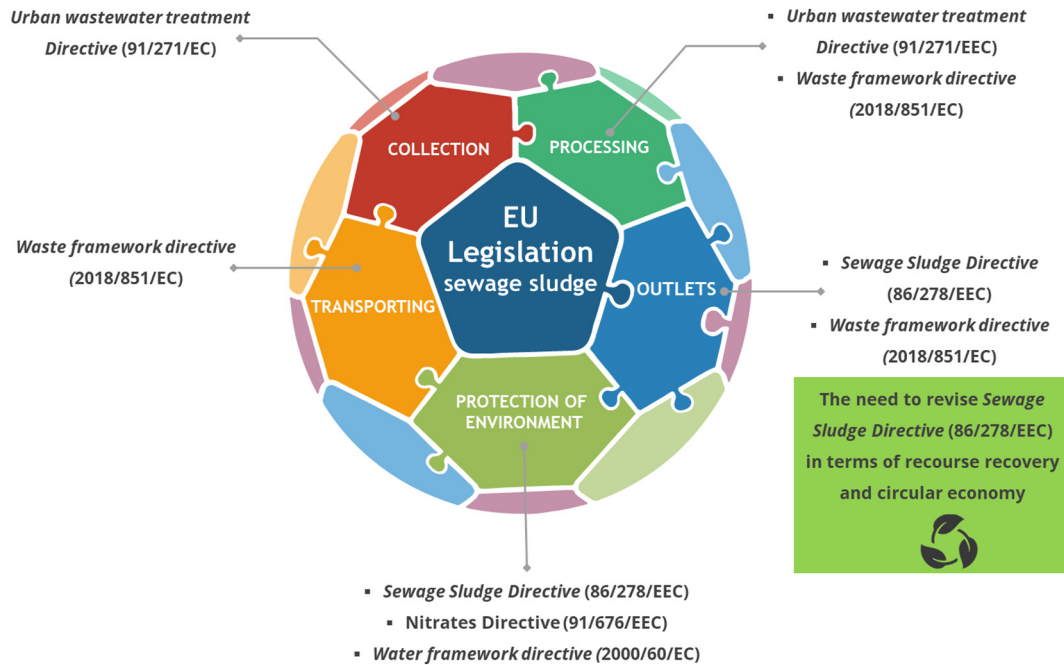 Urban wastewater treatment
Directive (91/271/EC)
▪ Urban wastewater treatment
Directive (91/271/EEC)
▪ Waste framework directive
(2018/851/EC)
COLLECTION
PROCESSING
EU
Legislation
sewage sludge
Waste framework directive
(2018/851/EC)
TRANSPORTING
OUTLETS
▪ Sewage Sludge Directive
(86/278/EEC)
▪ Waste framework directive
(2018/851/EC)
PROTECTION OF
ENVIRONMENT
The need to revise Sewage
Sludge Directive (86/278/EEC)
in terms of recourse recovery
and circular economy
▪ Sewage Sludge Directive (86/278/EEC)
▪ Nitrates Directive (91/676/EEC)
▪ Water framework directive (2000/60/EC)